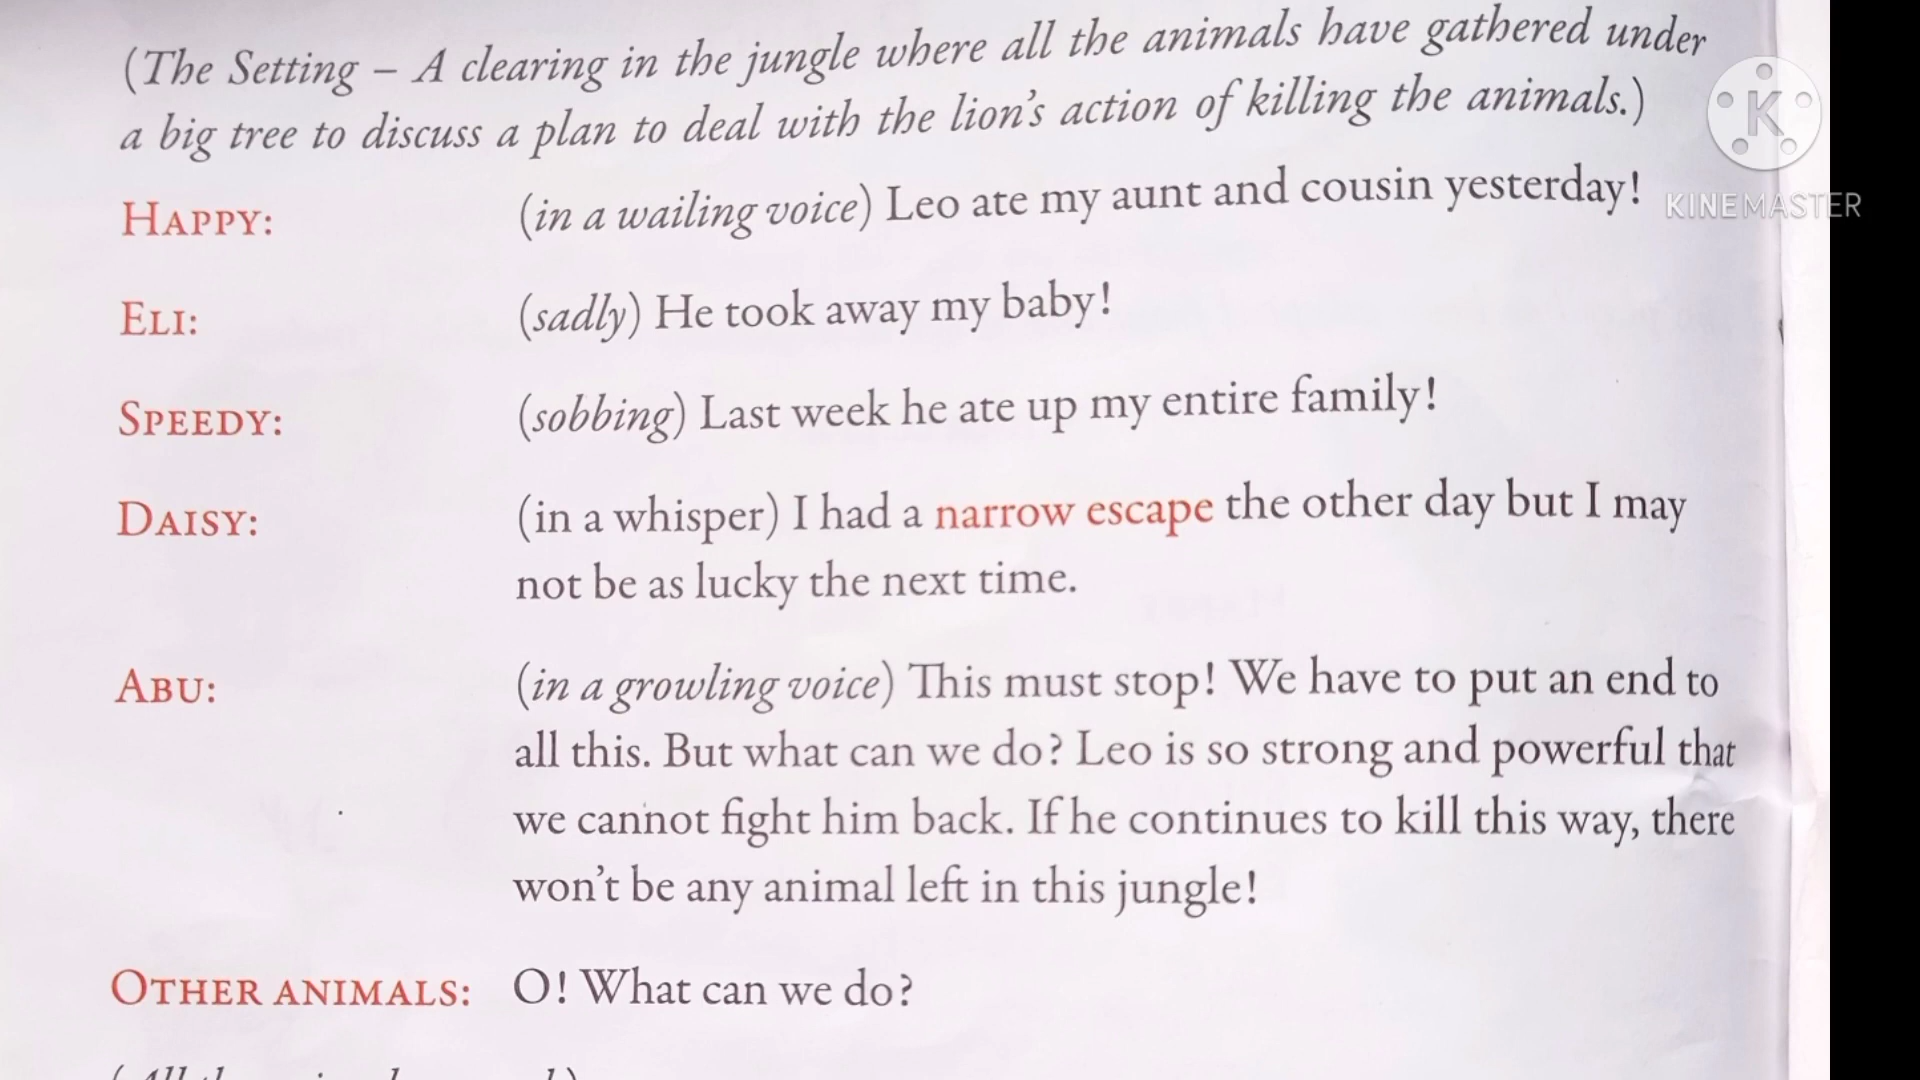 (The Setting – A clearing in the jungle where all the animals have gathered under
a big tree to discuss a plan to deal with the lion's action of killing the animals.)
K
KINEMASTER
HAPPY: (in a wailing voice) Leo ate my aunt and cousin yesterday!
ELI: (sadly) He took away my baby!
SPEEDY: (sobbing) Last week he ate up my entire family!
DAISY: (in a whisper) I had a narrow escape the other day but I may
not be as lucky the next time.
ABU: (in a growling voice) This must stop! We have to put an end to
all this. But what can we do? Leo is so strong and powerful that
we cannot fight him back. If he continues to kill this way, there
won't be any animal left in this jungle!
OTHER ANIMALS: O! What can we do?